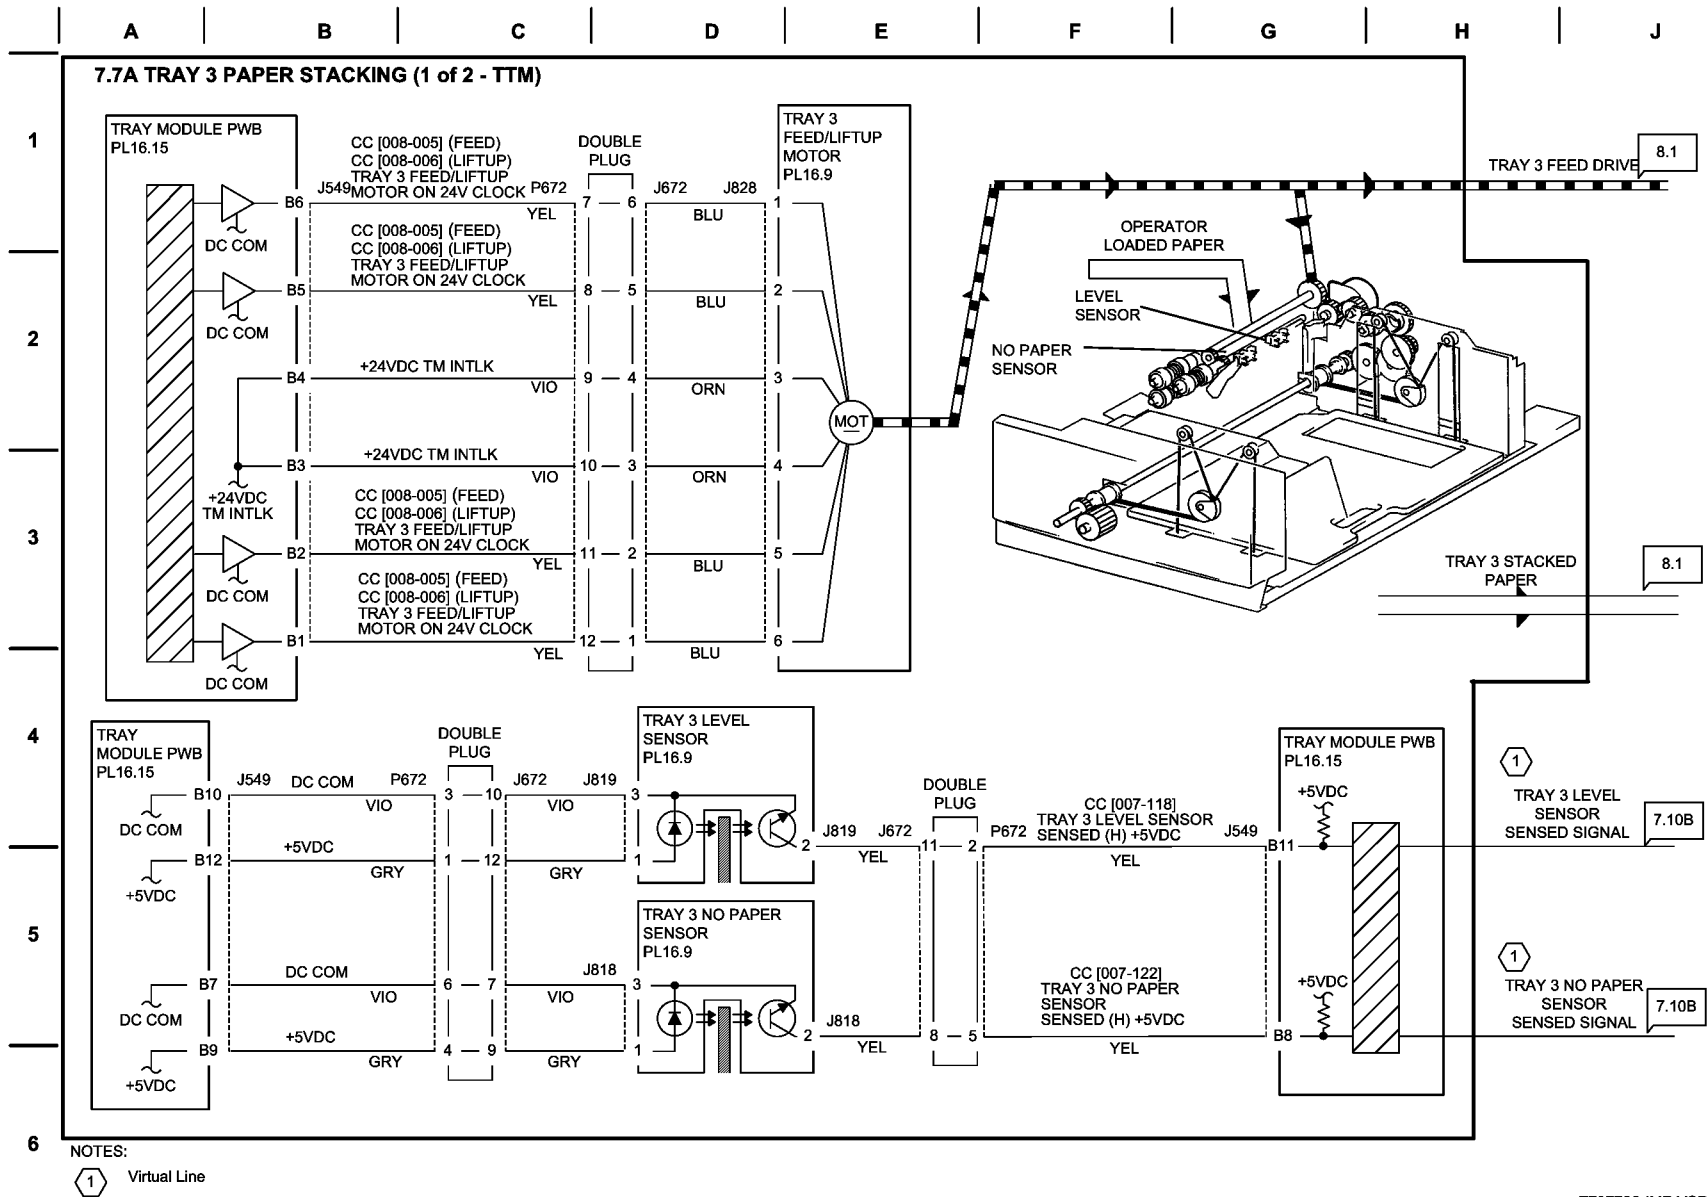 A B C D E F G H J
7.7A TRAY 3 PAPER STACKING (1 of 2 - TTM)
1
2
3
4
5
6
TRAY MODULE PWB
PL16.15
CC [008-005] (FEED)
CC [008-006] (LIFTUP)
TRAY 3 FEED/LIFTUP
J549 MOTOR ON 24V CLOCK P672
DOUBLE
PLUG
J672 J828
TRAY 3
FEED/LIFTUP
MOTOR
PL16.9
B6 YEL 7 6 BLU 1
DC COM
CC [008-005] (FEED)
CC [008-006] (LIFTUP)
TRAY 3 FEED/LIFTUP
MOTOR ON 24V CLOCK
B5 YEL 8 5 BLU 2
DC COM
+24VDC TM INTLK
B4 VIO 9 4 ORN 3
MOT
+24VDC TM INTLK
B3 VIO 10 3 ORN 4
+24VDC
TM INTLK
CC [008-005] (FEED)
CC [008-006] (LIFTUP)
TRAY 3 FEED/LIFTUP
MOTOR ON 24V CLOCK
B2 YEL 11 2 BLU 5
DC COM
CC [008-005] (FEED)
CC [008-006] (LIFTUP)
TRAY 3 FEED/LIFTUP
MOTOR ON 24V CLOCK
B1 YEL 12 1 BLU 6
DC COM
TRAY 3 FEED DRIVE
8.1
OPERATOR
LOADED PAPER
LEVEL
SENSOR
NO PAPER
SENSOR
TRAY 3 STACKED
PAPER
8.1
TRAY
MODULE PWB
PL16.15
DOUBLE
PLUG
TRAY 3 LEVEL
SENSOR
PL16.9
J549 DC COM P672 J672 J819
B10 VIO 3 10 VIO 3
DC COM
+5VDC
B12 GRY 1 12 GRY 1
+5VDC
2 J819 J672
YEL
DOUBLE
PLUG
11 2
P672
CC [007-118]
TRAY 3 LEVEL SENSOR
SENSED (H) +5VDC
YEL
J549
B11
TRAY MODULE PWB
PL16.15
+5VDC
1
TRAY 3 LEVEL
SENSOR
SENSED SIGNAL
7.10B
TRAY 3 NO PAPER
SENSOR
PL16.9
DC COM J818
B7 VIO 6 7 VIO 3
DC COM
+5VDC
B9 GRY 4 9 GRY 1
+5VDC
2 J818
YEL
8 5
CC [007-122]
TRAY 3 NO PAPER
SENSOR
SENSED (H) +5VDC
YEL
B8
+5VDC
1
TRAY 3 NO PAPER
SENSOR
SENSED SIGNAL
7.10B
NOTES:
1 Virtual Line